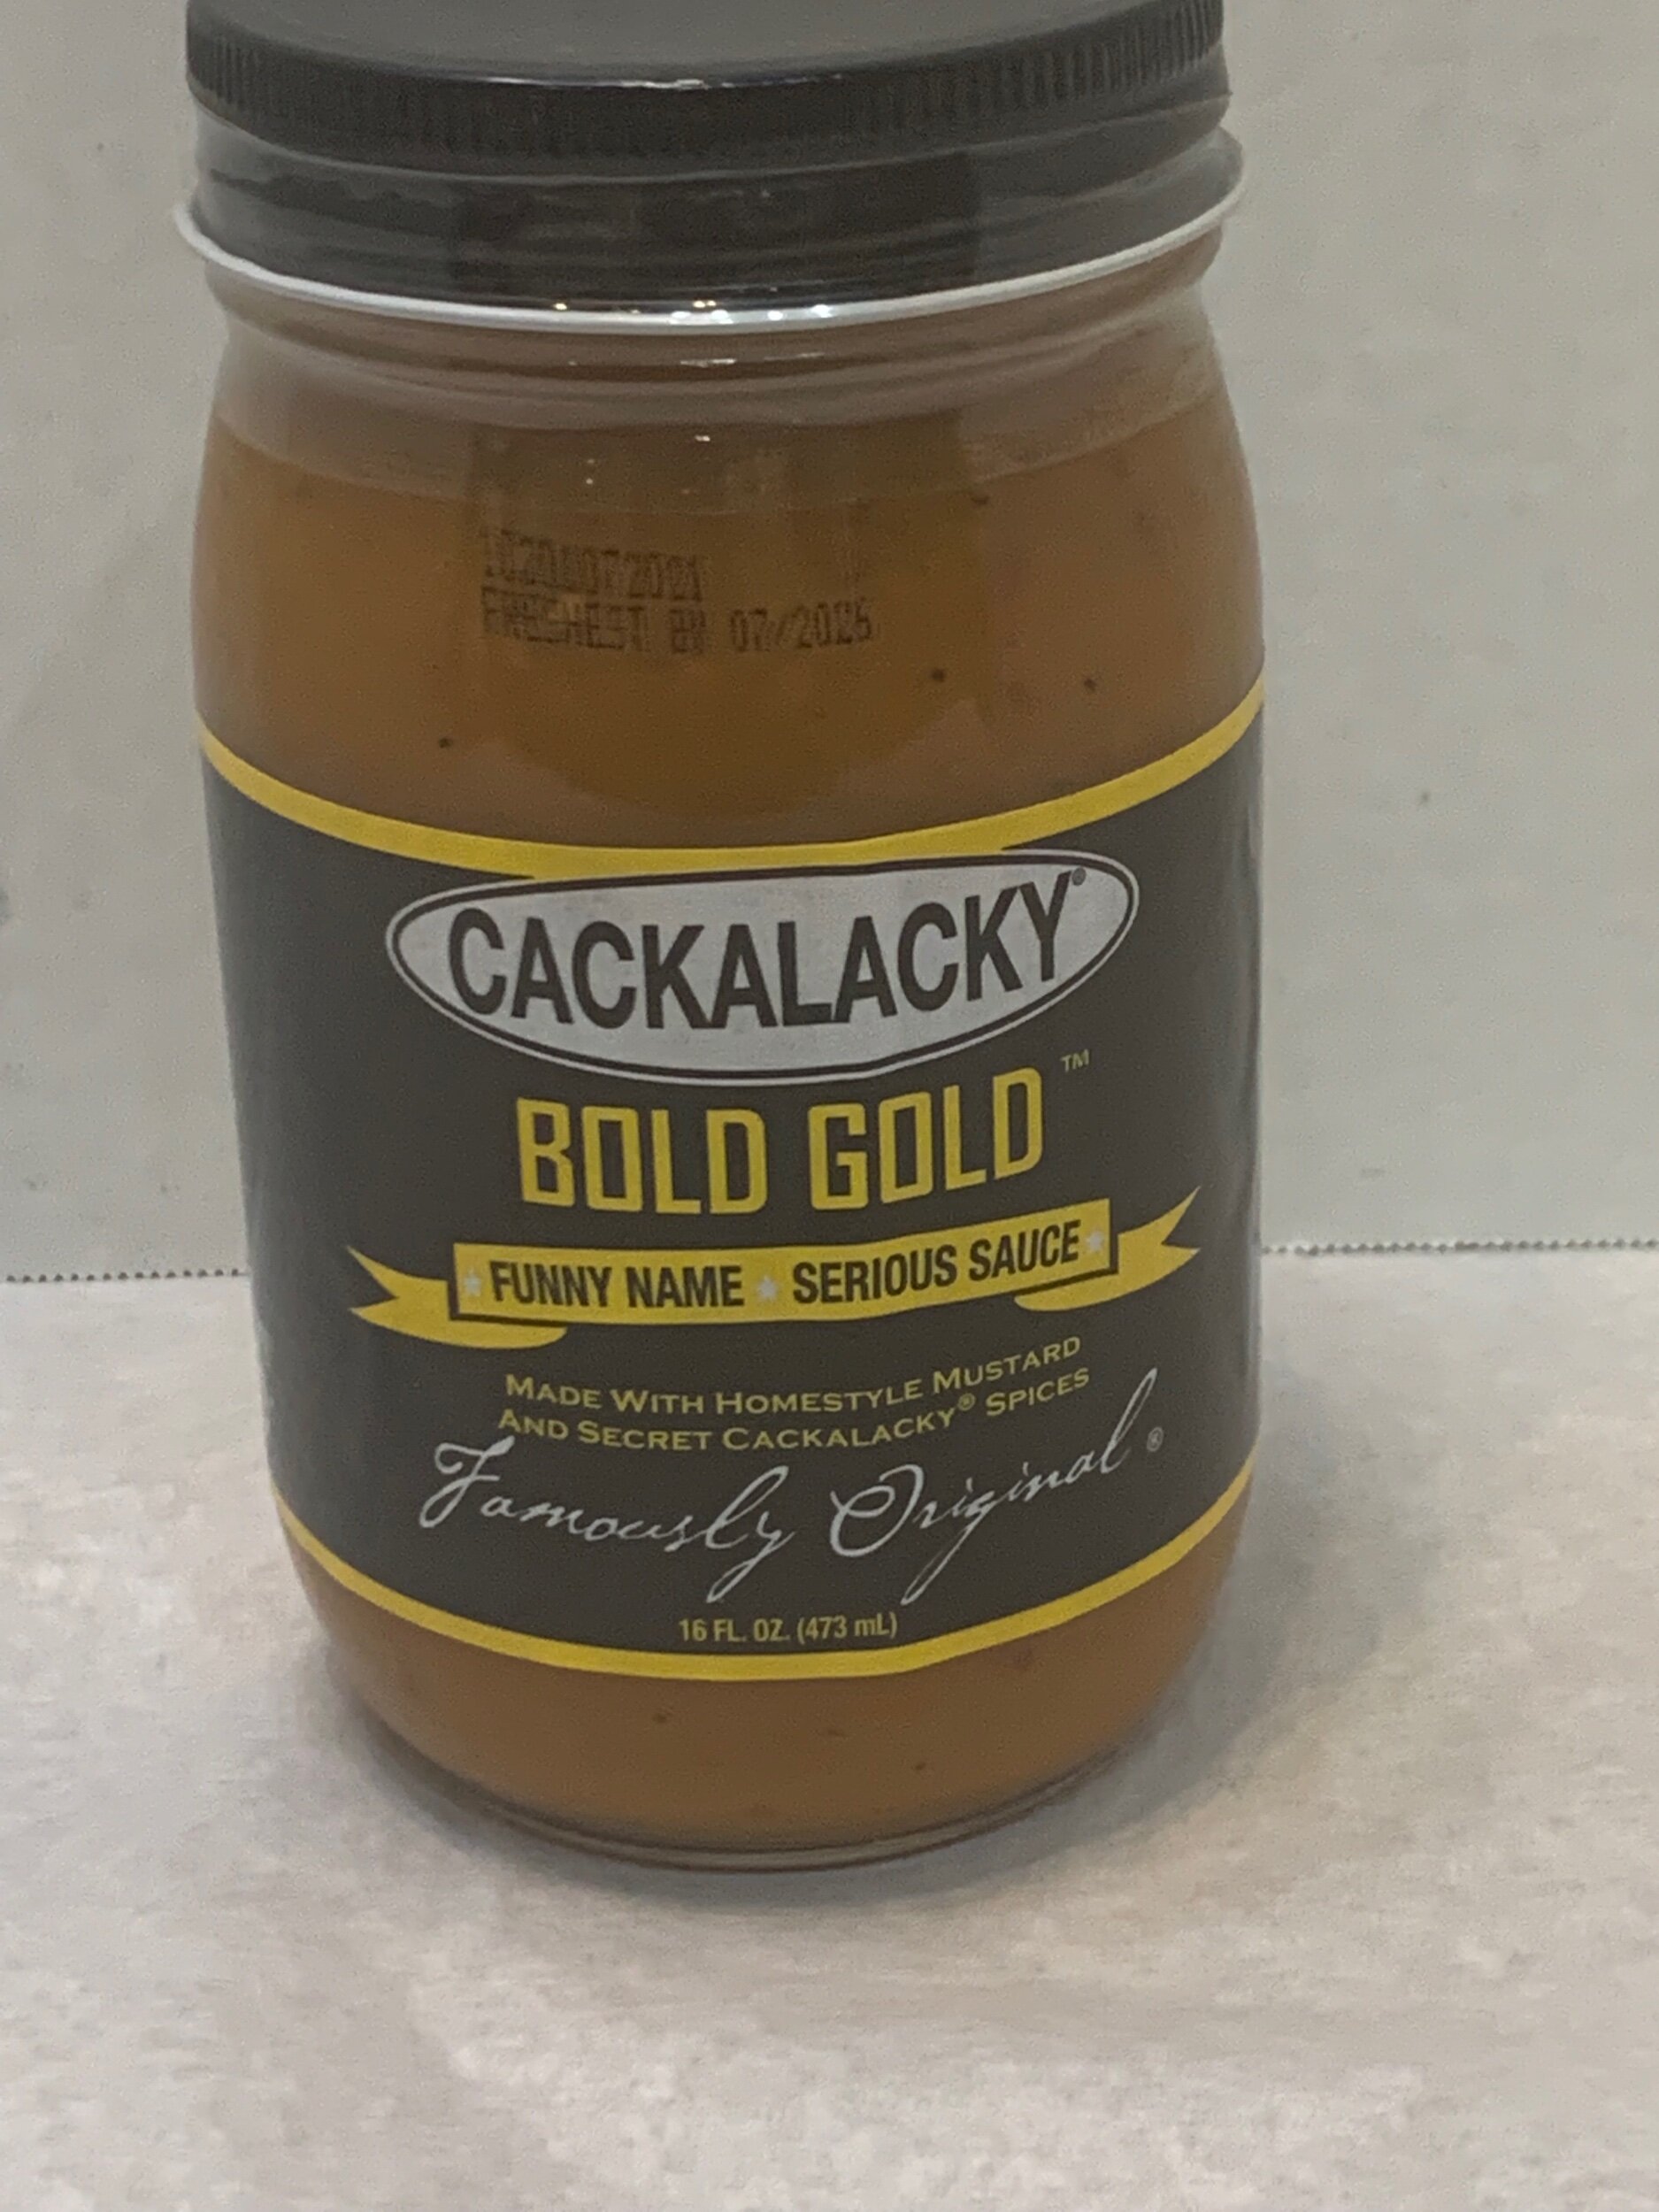 FRESHEST BY 07/2025
CACKALACKY®
BOLD GOLD™
FUNNY NAME SERIOUS SAUCE
MADE WITH HOMESTYLE MUSTARD
AND SECRET CACKALACKY® SPICES
Famously Original®
16 FL. OZ. (473 mL)